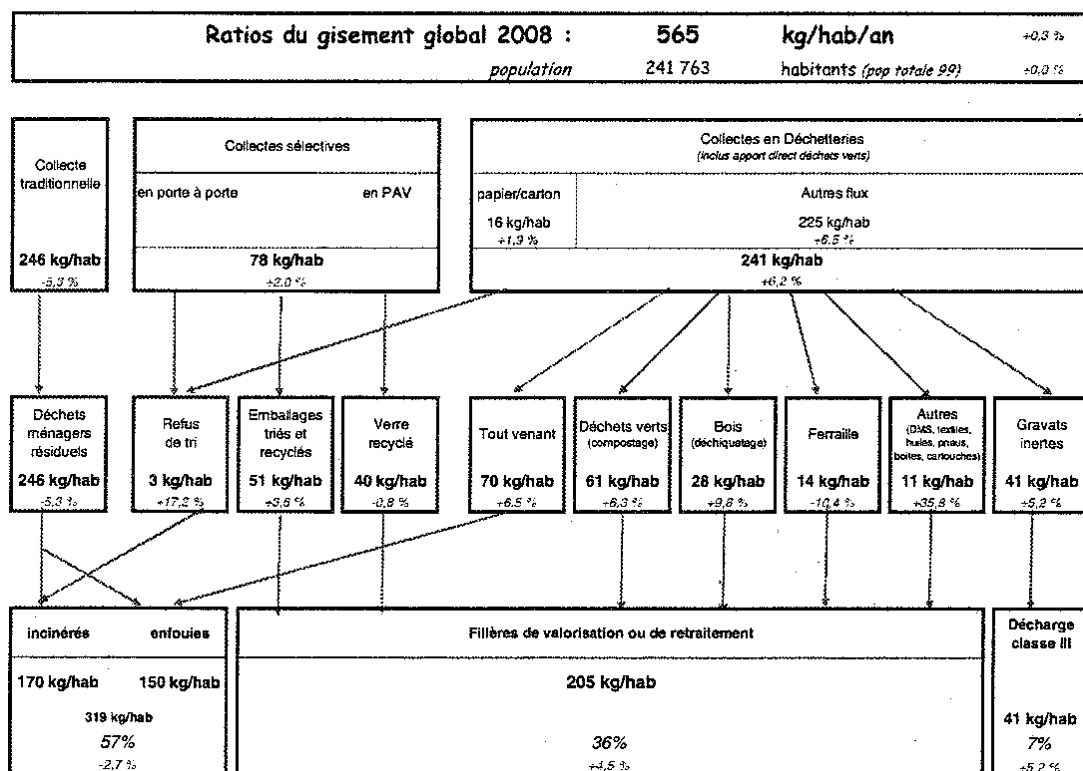 Ratios du gisement global 2008 : 565 kg/hab/an +0,3 %
population 241 763 habitants (pop totale 99) +0,0 %
Collecte traditionnelle
246 kg/hab
-5,3 %
Collectes sélectives
en porte à porte en PAV
78 kg/hab
+2,0 %
Collectes en Déchetteries
(inclus apport direct déchets verts)
papier/carton Autres flux
16 kg/hab 225 kg/hab
+1,9 % +6,5 %
241 kg/hab
+6,2 %
Déchets
ménagers
résiduels
246 kg/hab
-5,3 %
Refus
de tri
3 kg/hab
+17,2 %
Emballages
triés et
recyclés
51 kg/hab
+3,6 %
Verre
recyclé
40 kg/hab
-0,8 %
Tout venant
70 kg/hab
+6,5 %
Déchets verts
(compostage)
61 kg/hab
+6,3 %
Bois
(déchiquetage)
28 kg/hab
+9,8 %
Ferraille
14 kg/hab
-10,4 %
Autres
(DMS, textiles,
huiles, pneus,
boites, cartouches)
11 kg/hab
+35,8 %
Gravats
inertes
41 kg/hab
+5,2 %
incinérés enfouies
170 kg/hab 150 kg/hab
319 kg/hab
57%
-2,7 %
Fillères de valorisation ou de retraitement
205 kg/hab
36%
+4,5 %
Décharge
classe III
41 kg/hab
7%
+5,2 %